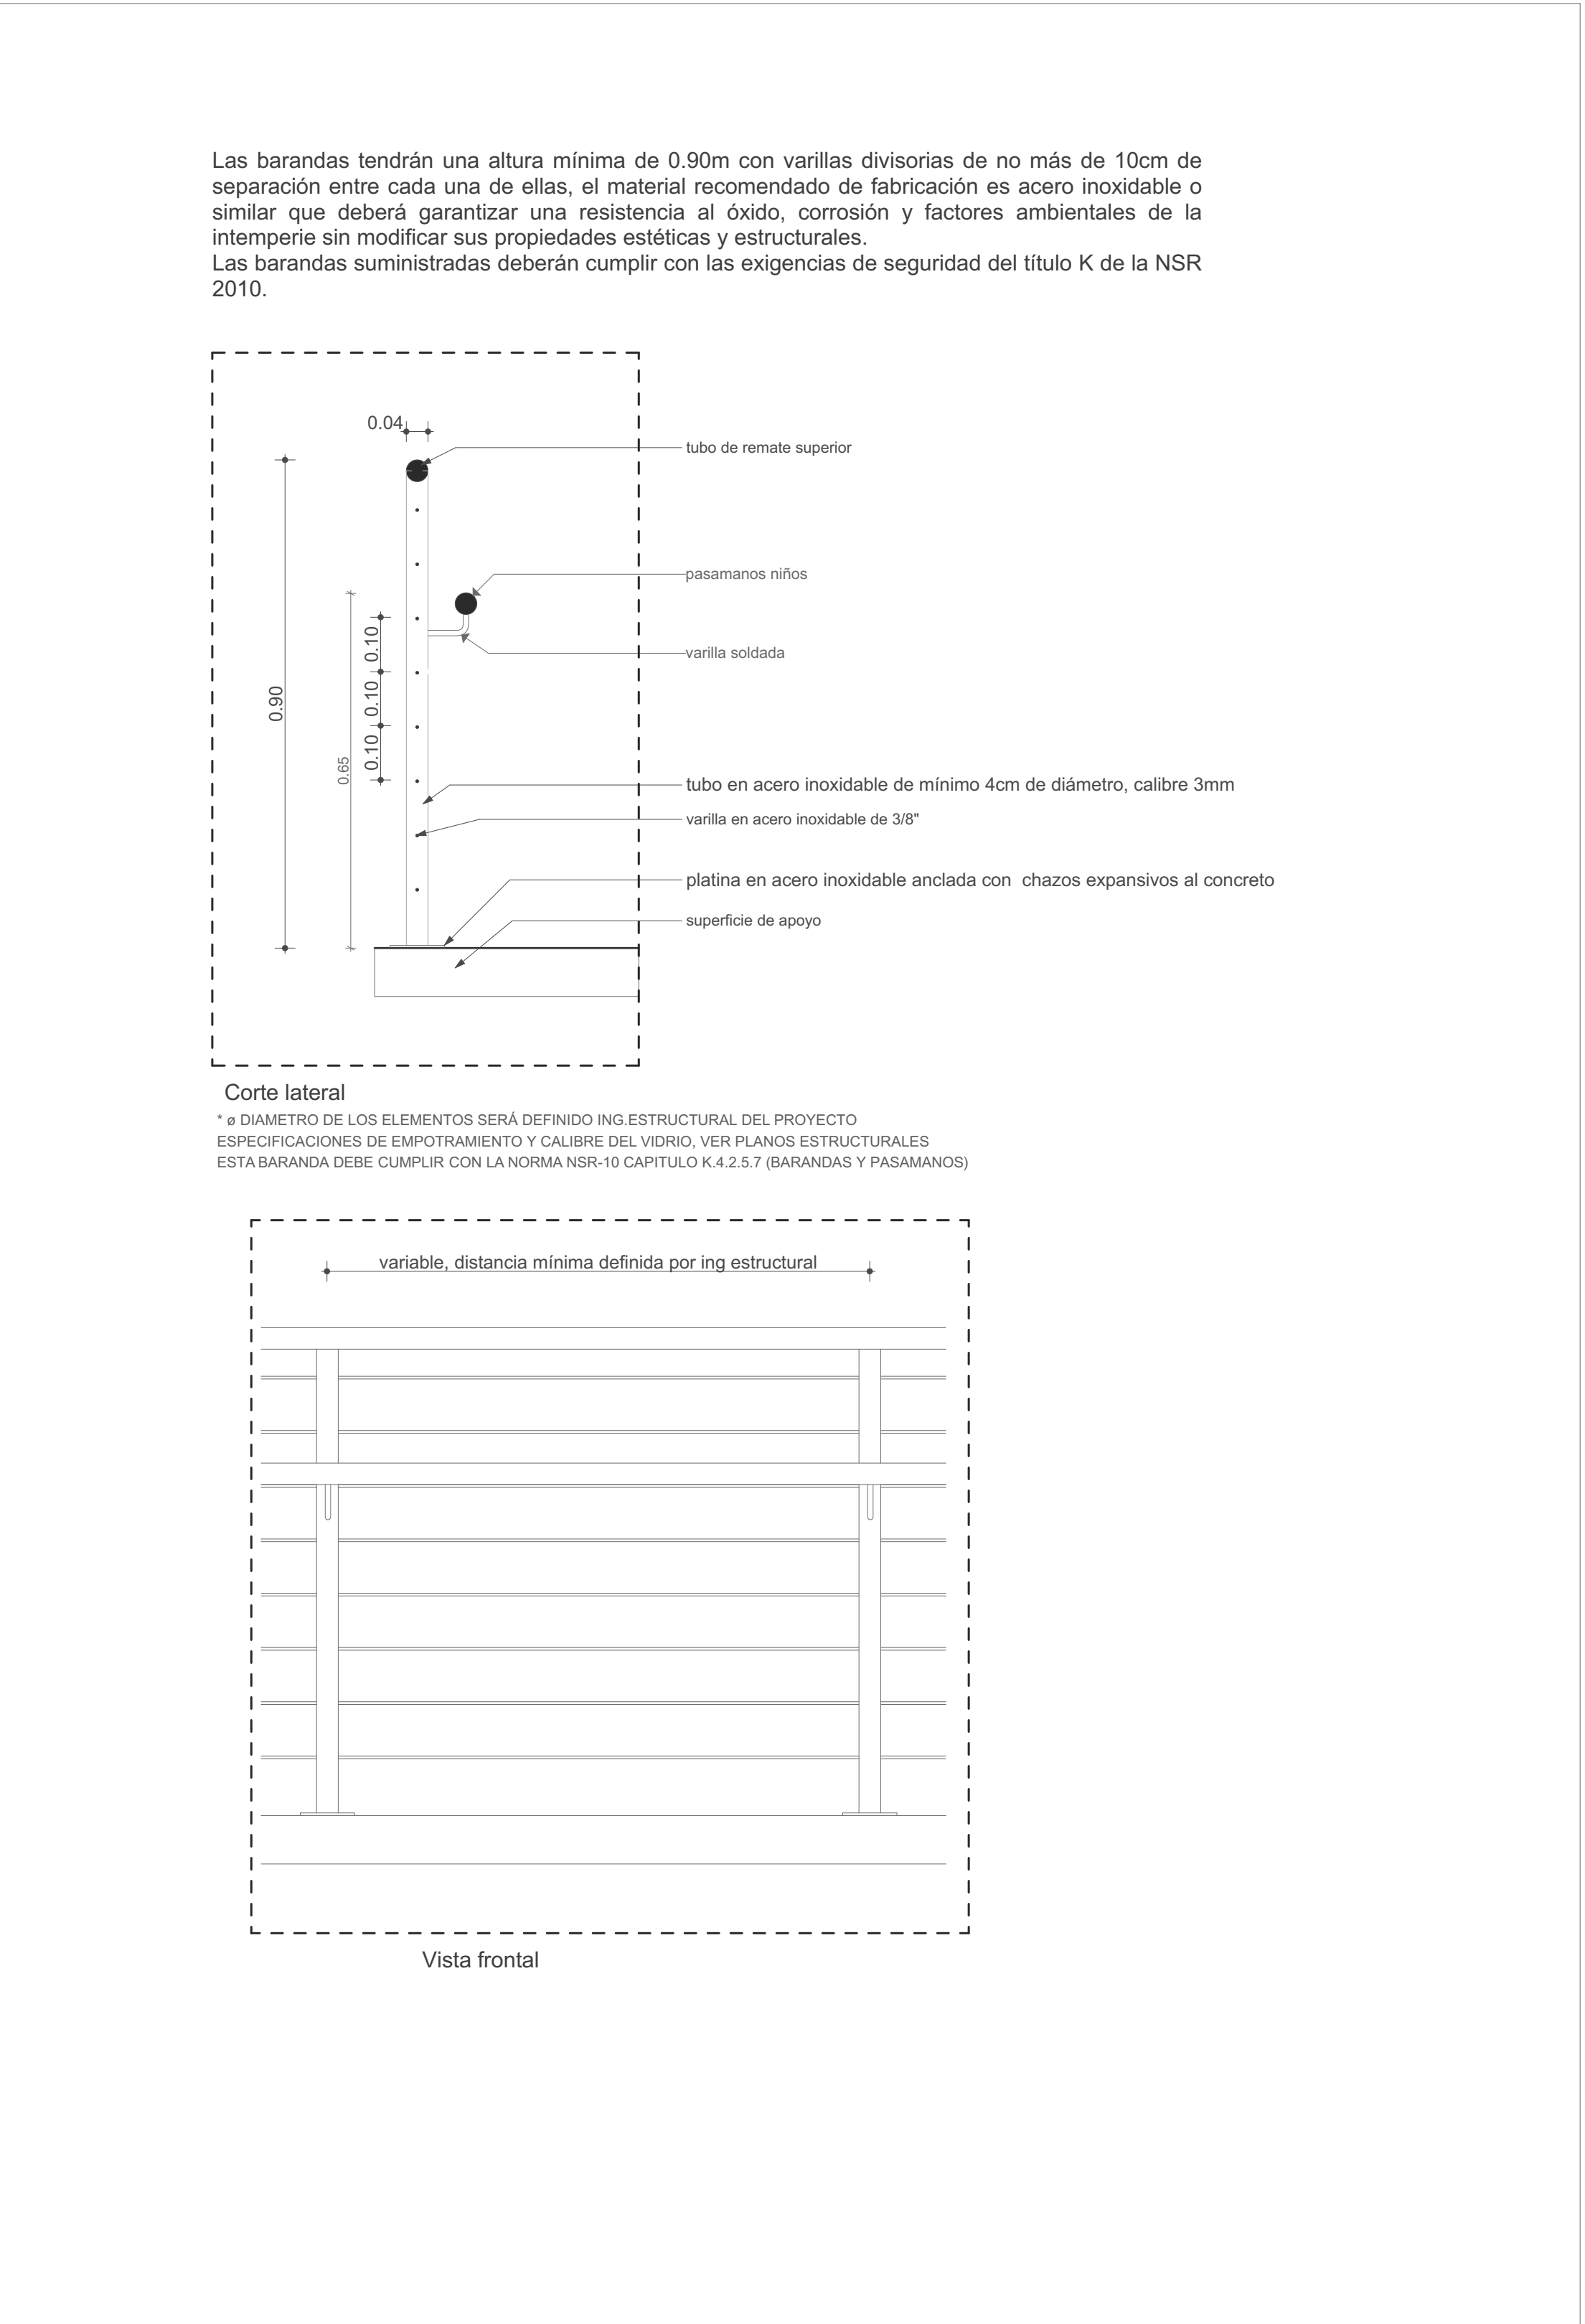 Las barandas tendrán una altura mínima de 0.90m con varillas divisorias de no más de 10cm de
separación entre cada una de ellas, el material recomendado de fabricación es acero inoxidable o
similar que deberá garantizar una resistencia al óxido, corrosión y factores ambientales de la
intemperie sin modificar sus propiedades estéticas y estructurales.
Las barandas suministradas deberán cumplir con las exigencias de seguridad del título K de la NSR
2010.
0.04
tubo de remate superior
pasamanos niños
0.10
varilla soldada
0.90
0.10
0.10
0.65
tubo en acero inoxidable de mínimo 4cm de diámetro, calibre 3mm
varilla en acero inoxidable de 3/8"
platina en acero inoxidable anclada con chazos expansivos al concreto
superficie de apoyo
Corte lateral
* ø DIAMETRO DE LOS ELEMENTOS SERÁ DEFINIDO ING.ESTRUCTURAL DEL PROYECTO
ESPECIFICACIONES DE EMPOTRAMIENTO Y CALIBRE DEL VIDRIO, VER PLANOS ESTRUCTURALES
ESTA BARANDA DEBE CUMPLIR CON LA NORMA NSR-10 CAPITULO K.4.2.5.7 (BARANDAS Y PASAMANOS)
variable, distancia mínima definida por ing estructural
Vista frontal